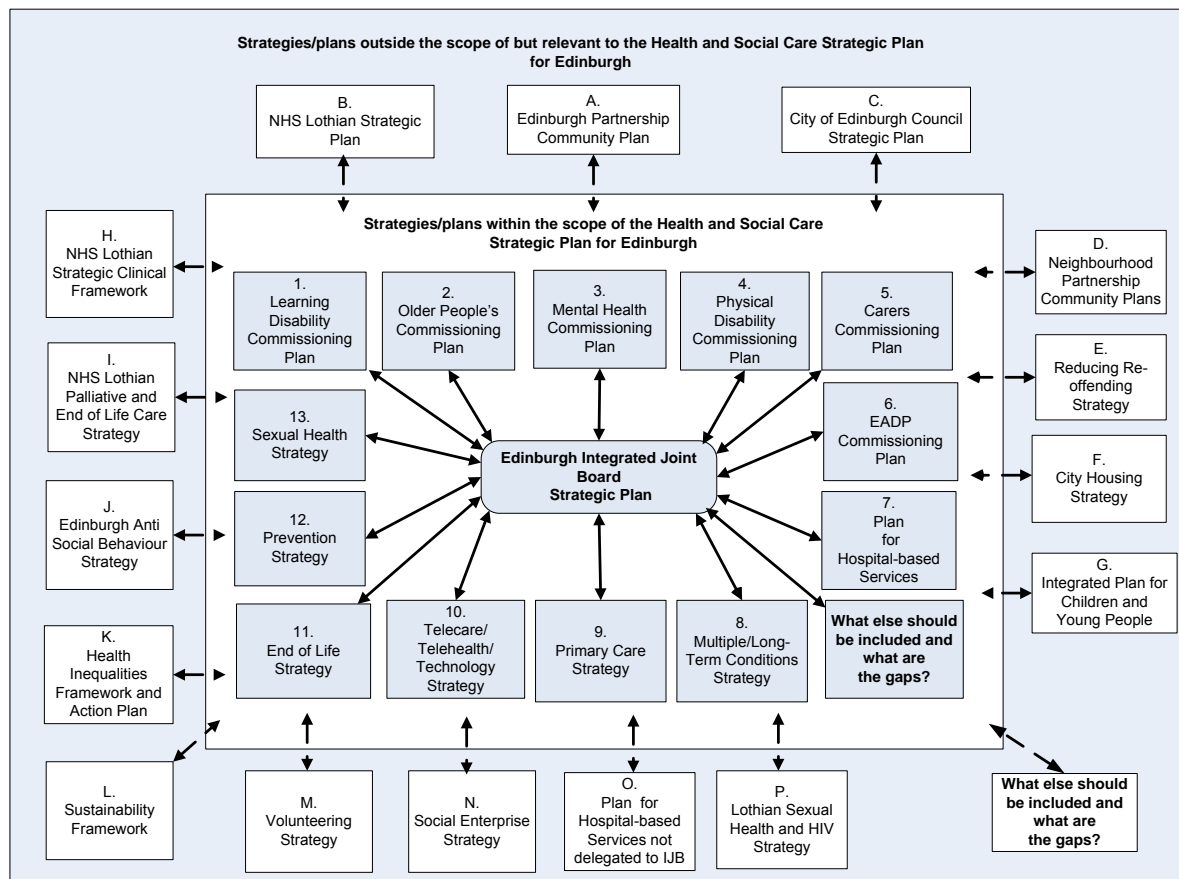 Strategies/plans outside the scope of but relevant to the Health and Social Care Strategic Plan
for Edinburgh
B.
NHS Lothian Strategic
Plan
A.
Edinburgh Partnership
Community Plan
C.
City of Edinburgh Council
Strategic Plan
Strategies/plans within the scope of the Health and Social Care
Strategic Plan for Edinburgh
H.
NHS Lothian
Strategic Clinical
Framework
I.
NHS Lothian
Palliative and
End of Life Care
Strategy
J.
Edinburgh Anti
Social Behaviour
Strategy
K.
Health
Inequalities
Framework and
Action Plan
L.
Sustainability
Framework
1.
Learning
Disability
Commissioning
Plan
2.
Older People's
Commissioning
Plan
3.
Mental Health
Commissioning
Plan
4.
Physical
Disability
Commissioning
Plan
5.
Carers
Commissioning
Plan
13.
Sexual Health
Strategy
Edinburgh Integrated Joint
Board
Strategic Plan
6.
EADP
Commissioning
Plan
12.
Prevention
Strategy
7.
Plan
for
Hospital-based
Services
11.
End of Life
Strategy
10.
Telecare/
Telehealth/
Technology
Strategy
9.
Primary Care
Strategy
8.
Multiple/Long-
Term Conditions
Strategy
What else should
be included and
what are
the gaps?
D.
Neighbourhood
Partnership
Community Plans
E.
Reducing Re-
offending
Strategy
F.
City Housing
Strategy
G.
Integrated Plan for
Children and
Young People
M.
Volunteering
Strategy
N.
Social Enterprise
Strategy
O.
Plan for
Hospital-based
Services not
delegated to IJB
P.
Lothian Sexual
Health and HIV
Strategy
What else should
be included and
what are
the gaps?